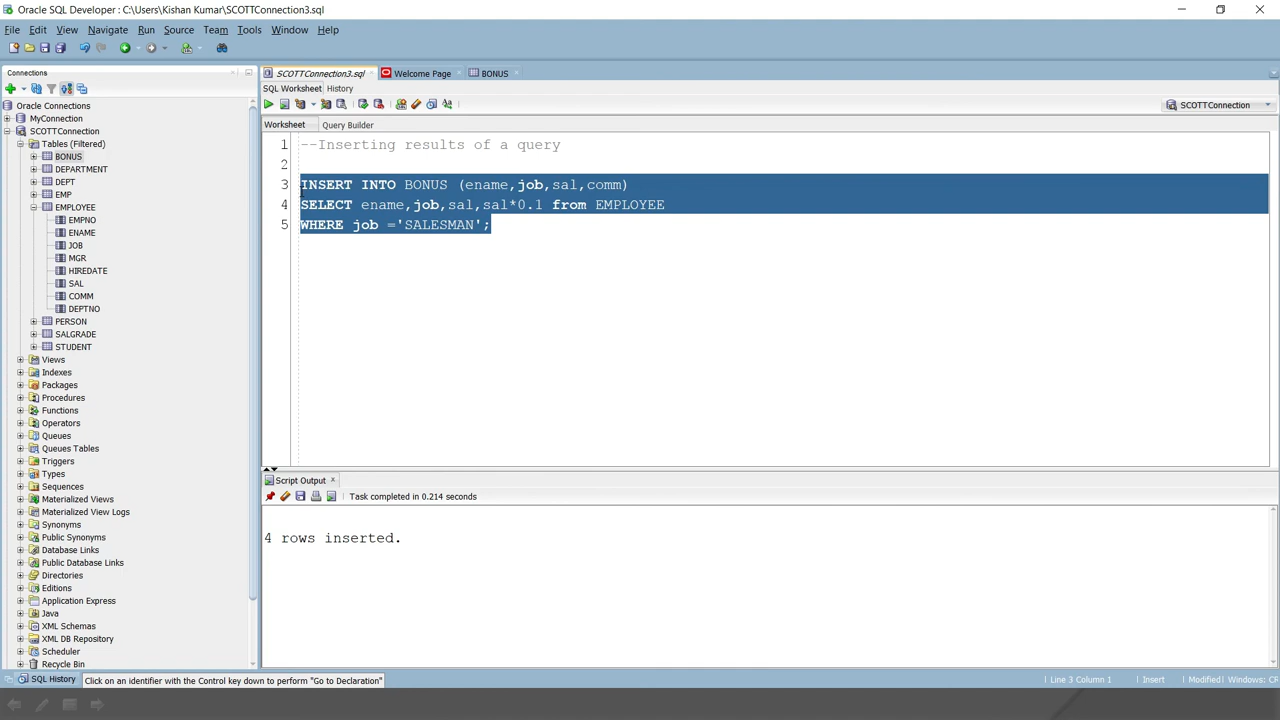 Oracle SQL Developer : C:\Users\Kishan Kumar\SCOTTConnection3.sql
File Edit View Navigate Run Source Team Tools Window Help
Connections
Oracle Connections
MyConnection
SCOTTConnection
Tables (Filtered)
BONUS
DEPARTMENT
DEPT
EMP
EMPLOYEE
EMPNO
ENAME
JOB
MGR
HIREDATE
SAL
COMM
DEPTNO
PERSON
SALGRADE
STUDENT
Views
Indexes
Packages
Procedures
Functions
Operators
Queues
Queues Tables
Triggers
Types
Sequences
Materialized Views
Materialized View Logs
Synonyms
Public Synonyms
Database Links
Public Database Links
Directories
Editions
Application Express
Java
XML Schemas
XML DB Repository
Scheduler
Recycle Bin
SCOTTConnection3.sql Welcome Page BONUS
SQL Worksheet History
SCOTTConnection
Worksheet Query Builder
1 --Inserting results of a query
2
3 INSERT INTO BONUS (ename,job,sal,comm)
4 SELECT ename,job,sal,sal*0.1 from EMPLOYEE
5 WHERE job ='SALESMAN';
Script Output
Task completed in 0.214 seconds
4 rows inserted.
SQL History Click on an identifier with the Control key down to perform "Go to Declaration" Line 3 Column 1 Insert Modified Windows: CR